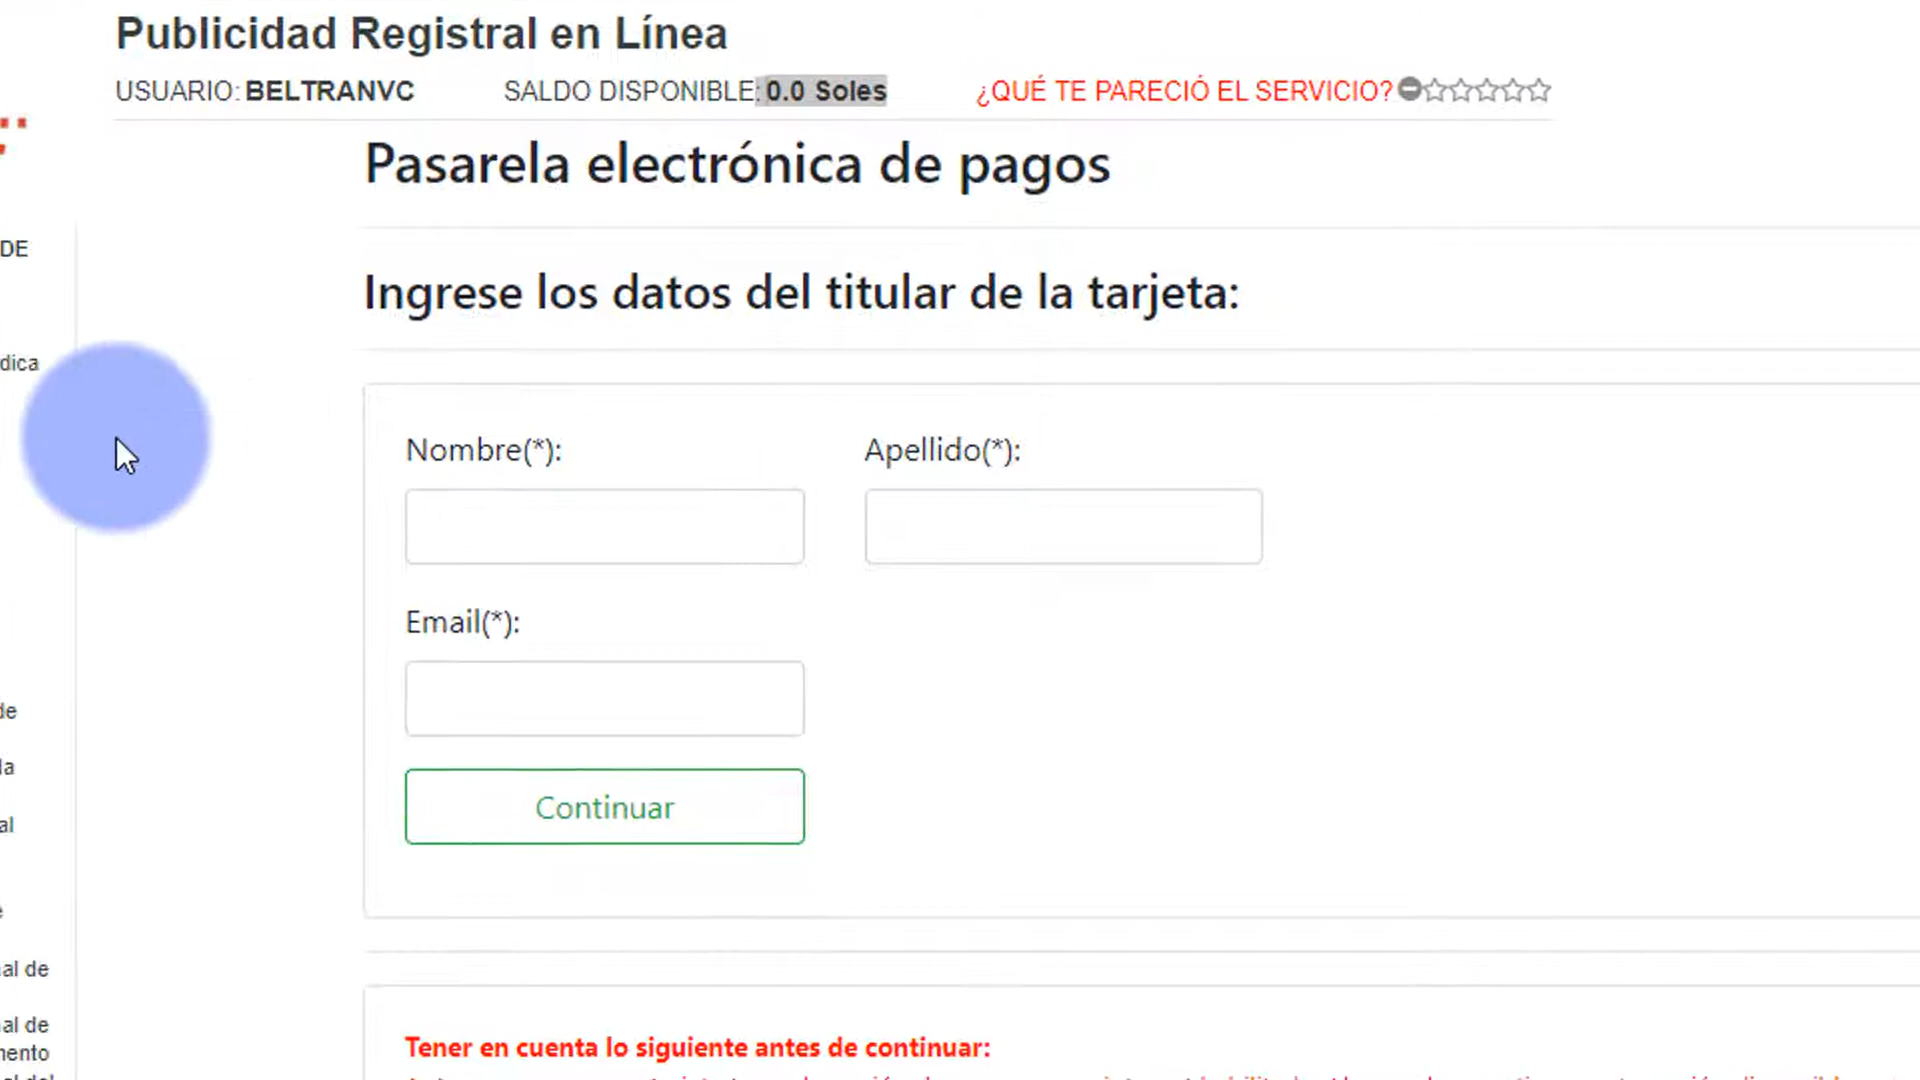 Publicidad Registral en Línea
USUARIO: BELTRANVC SALDO DISPONIBLE: 0.0 Soles ¿QUÉ TE PARECIÓ EL SERVICIO?
Pasarela electrónica de pagos
DE
Ingrese los datos del titular de la tarjeta:
dica
Nombre(*): Apellido(*):
Email(*):
de
la
Continuar
al
e
al de
al de
Tener en cuenta lo siguiente antes de continuar:
mento